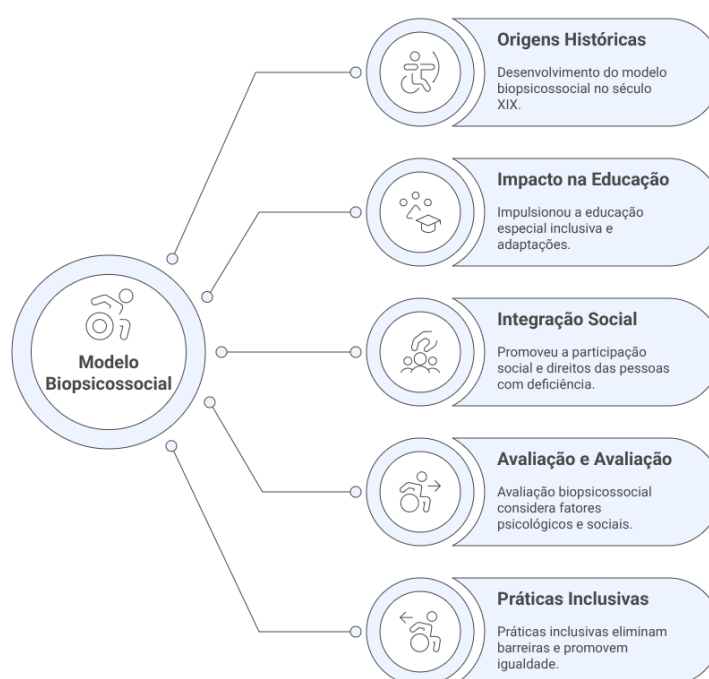 Modelo
Biopsicossocial
Origens Históricas
Desenvolvimento do modelo
biopsicossocial no século
XIX.
Impacto na Educação
Impulsionou a educação
especial inclusiva e
adaptações.
Integração Social
Promoveu a participação
social e direitos das pessoas
com deficiência.
Avaliação e Avaliação
Avaliação biopsicossocial
considera fatores
psicológicos e sociais.
Práticas Inclusivas
Práticas inclusivas eliminam
barreiras e promovem
igualdade.